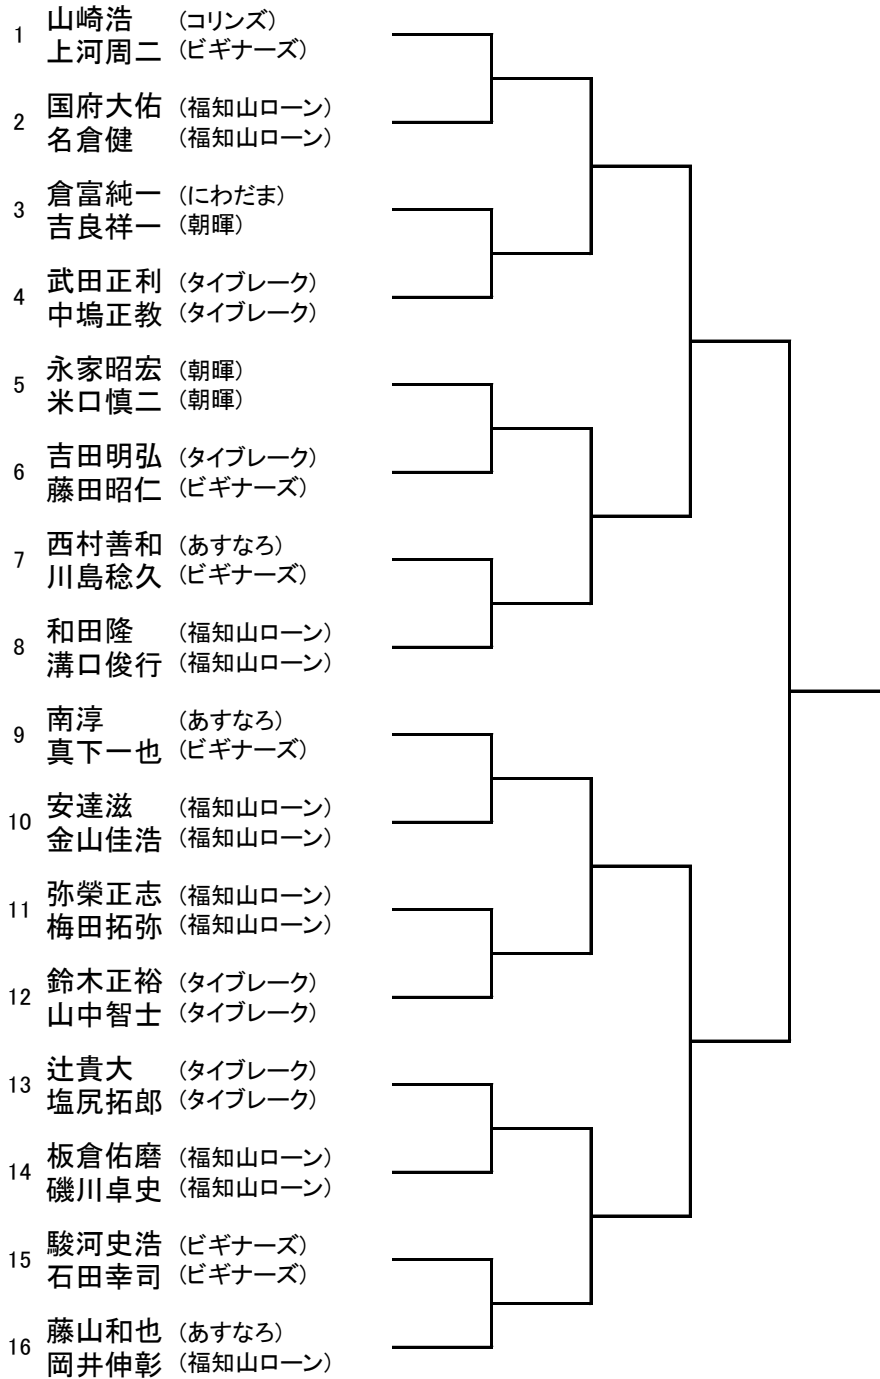 1 山崎浩 (コリンズ)
上河周二 (ビギナーズ)
2 国府大佑 (福知山ローン)
名倉健 (福知山ローン)
3 倉富純一 (にわだま)
吉良祥一 (朝暉)
4 武田正利 (タイブレーク)
中塢正教 (タイブレーク)
5 永家昭宏 (朝暉)
米口慎二 (朝暉)
6 吉田明弘 (タイブレーク)
藤田昭仁 (ビギナーズ)
7 西村善和 (あすなろ)
川島稔久 (ビギナーズ)
8 和田隆 (福知山ローン)
溝口俊行 (福知山ローン)
9 南淳 (あすなろ)
真下一也 (ビギナーズ)
10 安達滋 (福知山ローン)
金山佳浩 (福知山ローン)
11 弥榮正志 (福知山ローン)
梅田拓弥 (福知山ローン)
12 鈴木正裕 (タイブレーク)
山中智士 (タイブレーク)
13 辻貴大 (タイブレーク)
塩尻拓郎 (タイブレーク)
14 板倉佑磨 (福知山ローン)
磯川卓史 (福知山ローン)
15 駿河史浩 (ビギナーズ)
石田幸司 (ビギナーズ)
16 藤山和也 (あすなろ)
岡井伸彰 (福知山ローン)